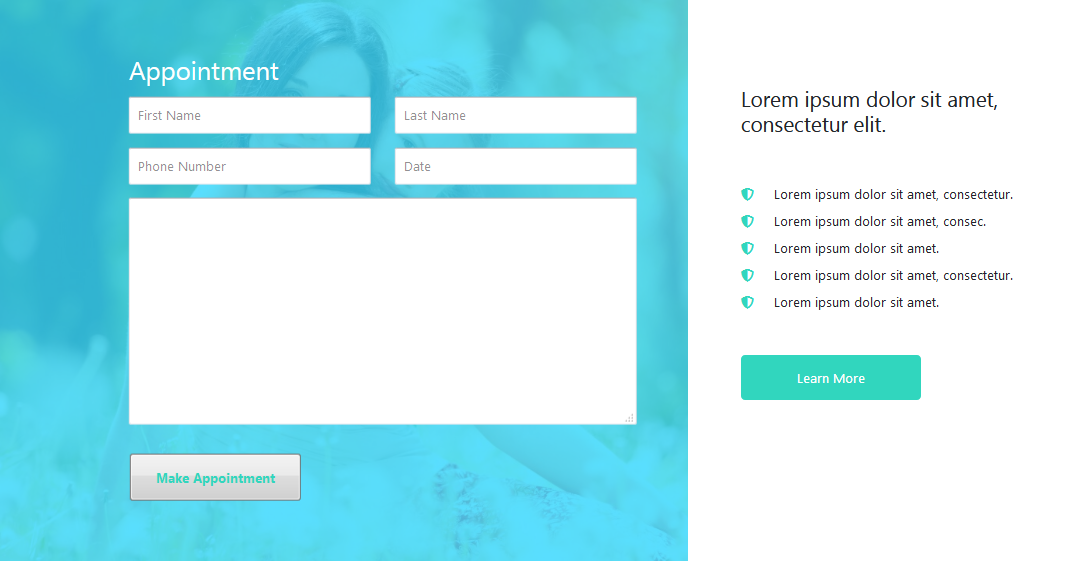 Appointment
First Name
Last Name
Phone Number
Date
Make Appointment
Lorem ipsum dolor sit amet,
consectetur elit.
Lorem ipsum dolor sit amet, consectetur.
Lorem ipsum dolor sit amet, consec.
Lorem ipsum dolor sit amet.
Lorem ipsum dolor sit amet, consectetur.
Lorem ipsum dolor sit amet.
Learn More